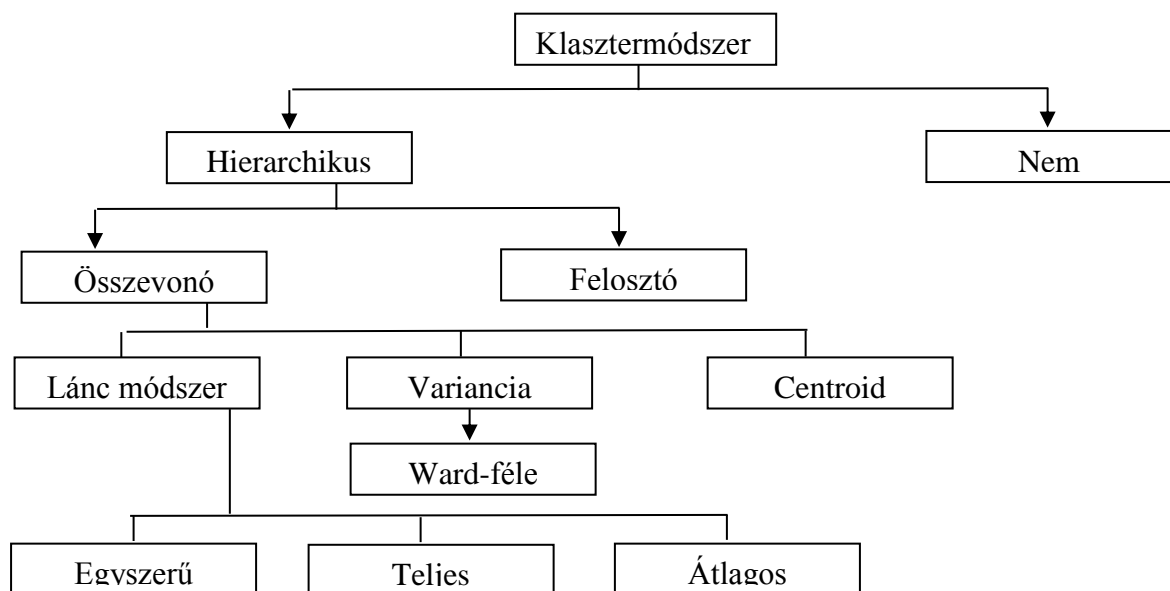 Klasztermódszer
Hierarchikus
Nem
Összevonó
Felosztó
Lánc módszer
Variancia
Centroid
Ward-féle
Egyszerű
Teljes
Átlagos